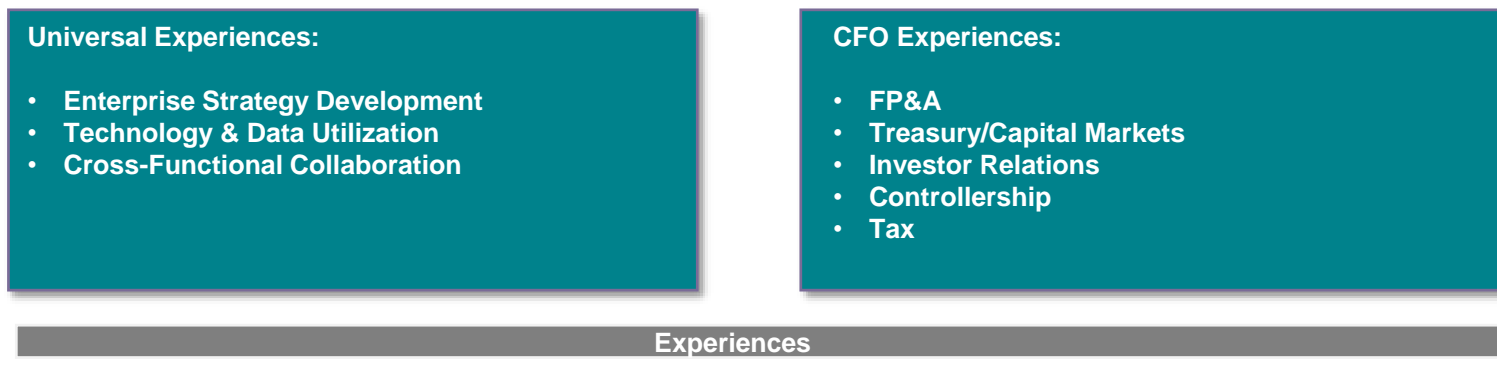 Universal Experiences:
• Enterprise Strategy Development
• Technology & Data Utilization
• Cross-Functional Collaboration
CFO Experiences:
• FP&A
• Treasury/Capital Markets
• Investor Relations
• Controllership
• Tax
Experiences